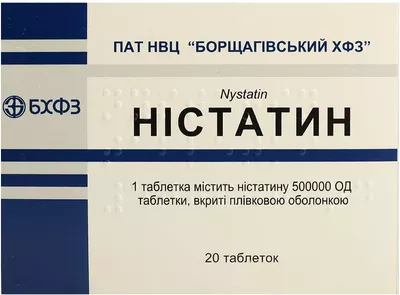 ПАТ НВЦ “БОРЩАГІВСЬКИЙ ХФЗ”
БХФЗ
Nystatin
НІСТАТИН
1 таблетка містить ністатину 500000 ОД
таблетки, вкриті плівковою оболонкою
20 таблеток